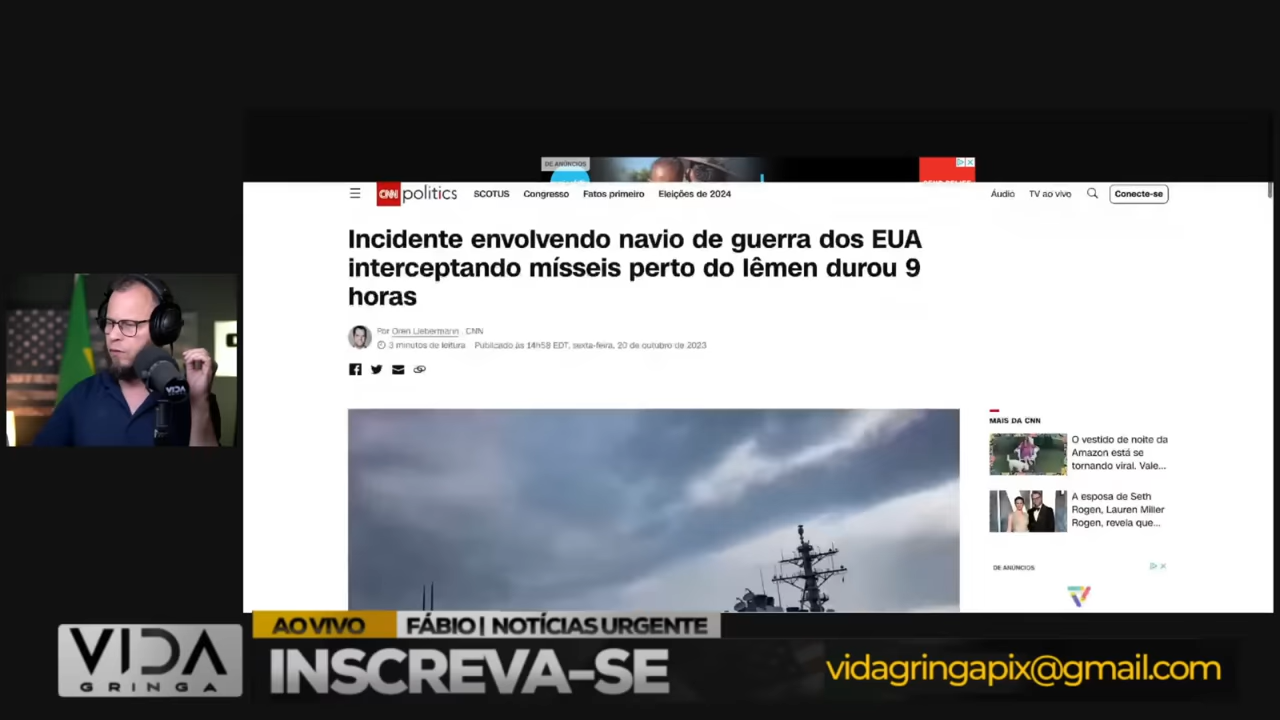 DE ANÚNCIOS
CNN politics SCOTUS Congresso Fatos primeiro Eleições de 2024 Áudio TV ao vivo Conecte-se
Incidente envolvendo navio de guerra dos EUA
interceptando mísseis perto do Iêmen durou 9
horas
Por Oren Liebermann, CNN
3 minutos de leitura Publicado às 14h58 EDT, sexta-feira, 20 de outubro de 2023
MAIS DA CNN
O vestido de noite da
Amazon está se
tornando viral. Vale...
A esposa de Seth
Rogen, Lauren Miller
Rogen, revela que...
DE ANÚNCIOS
VIDA
AO VIVO FÁBIO | NOTÍCIAS URGENTE
VIDA
GRINGA
INSCREVA-SE
vidagringapix@gmail.com